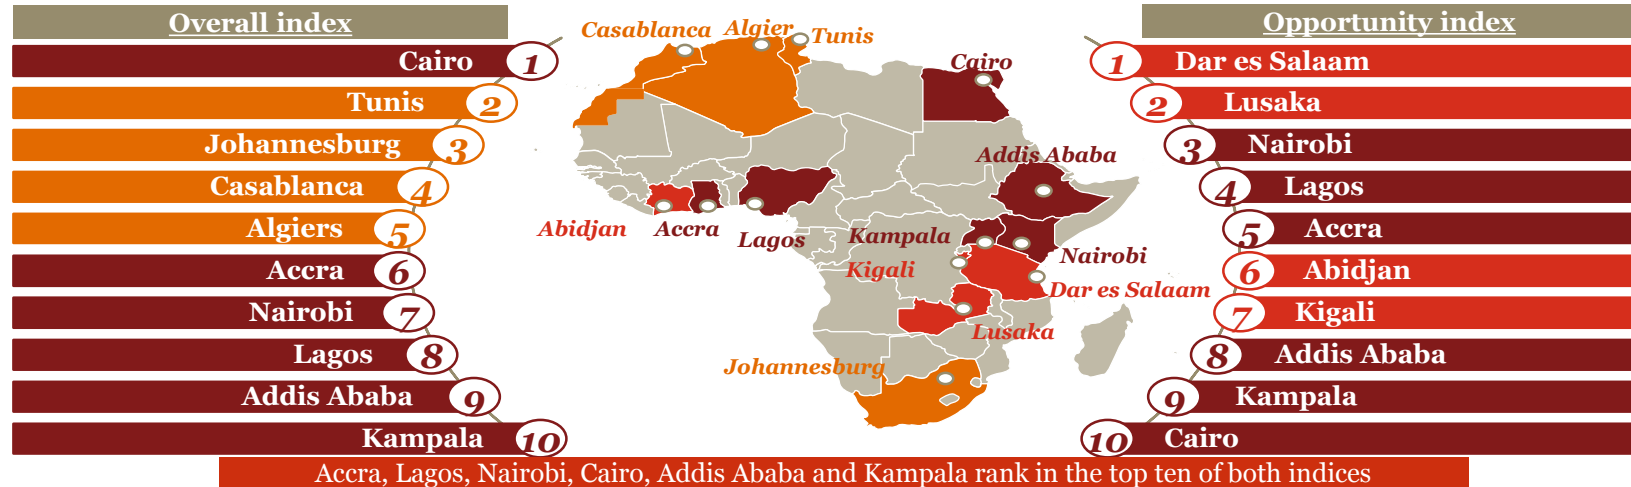 Overall index
Cairo 1
Tunis 2
Johannesburg 3
Casablanca 4
Algiers 5
Accra 6
Nairobi 7
Lagos 8
Addis Ababa 9
Kampala 10
Casablanca
Algier
Tunis
Cairo
Addis Ababa
Abidjan
Accra
Lagos
Kampala
Nairobi
Kigali
Dar es Salaam
Lusaka
Johannesburg
Opportunity index
1 Dar es Salaam
2 Lusaka
3 Nairobi
4 Lagos
5 Accra
6 Abidjan
7 Kigali
8 Addis Ababa
9 Kampala
10 Cairo
Accra, Lagos, Nairobi, Cairo, Addis Ababa and Kampala rank in the top ten of both indices